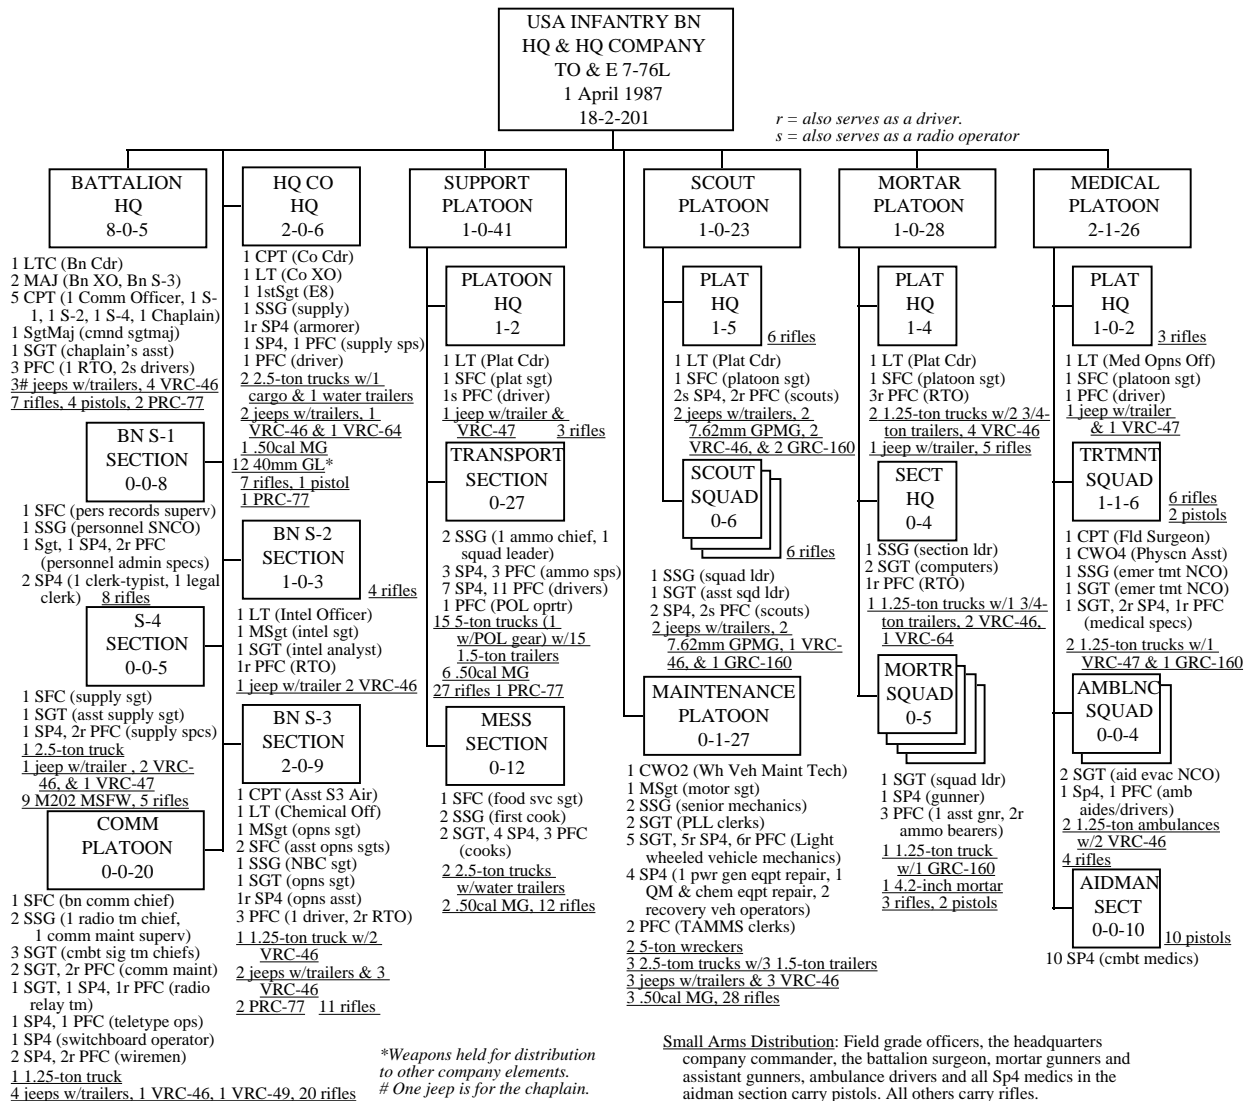 USA INFANTRY BN
HQ & HQ COMPANY
TO & E 7-76L
1 April 1987
18-2-201
r = also serves as a driver.
s = also serves as a radio operator
BATTALION
HQ
8-0-5
1 LTC (Bn Cdr)
2 MAJ (Bn XO, Bn S-3)
5 CPT (1 Comm Officer, 1 S-
1, 1 S-2, 1 S-4, 1 Chaplain)
1 SgtMaj (cmnd sgtmaj)
1 SGT (chaplain's asst)
3 PFC (1 RTO, 2s drivers)
3# jeeps w/trailers, 4 VRC-46
7 rifles, 4 pistols, 2 PRC-77
BN S-1
SECTION
0-0-8
1 SFC (pers records superv)
1 SSG (personnel SNCO)
1 Sgt, 1 SP4, 2r PFC
(personnel admin specs)
2 SP4 (1 clerk-typist, 1 legal
clerk) 8 rifles
S-4
SECTION
0-0-5
1 SFC (supply sgt)
1 SGT (asst supply sgt)
1 SP4, 2r PFC (supply spcs)
1 2.5-ton truck
1 jeep w/trailer , 2 VRC-
46, & 1 VRC-47
9 M202 MSFW, 5 rifles
COMM
PLATOON
0-0-20
1 SFC (bn comm chief)
2 SSG (1 radio tm chief,
1 comm maint superv)
3 SGT (cmbt sig tm chiefs)
2 SGT, 2r PFC (comm maint)
1 SGT, 1 SP4, 1r PFC (radio
relay tm)
1 SP4, 1 PFC (teletype ops)
1 SP4 (switchboard operator)
2 SP4, 2r PFC (wiremen)
1 1.25-ton truck
4 jeeps w/trailers, 1 VRC-46, 1 VRC-49, 20 rifles
HQ CO
HQ
2-0-6
1 CPT (Co Cdr)
1 LT (Co XO)
1 1stSgt (E8)
1 SSG (supply)
1r SP4 (armorer)
1 SP4, 1 PFC (supply sps)
1 PFC (driver)
2 2.5-ton trucks w/1
cargo & 1 water trailers
2 jeeps w/trailers, 1
VRC-46 & 1 VRC-64
1 .50cal MG
12 40mm GL*
7 rifles, 1 pistol
1 PRC-77
BN S-2
SECTION
1-0-3
4 rifles
1 LT (Intel Officer)
1 MSgt (intel sgt)
1 SGT (intel analyst)
1r PFC (RTO)
1 jeep w/trailer 2 VRC-46
BN S-3
SECTION
2-0-9
1 CPT (Asst S3 Air)
1 LT (Chemical Off)
1 MSgt (opns sgt)
2 SFC (asst opns sgts)
1 SSG (NBC sgt)
1 SGT (opns sgt)
1r SP4 (opns asst)
3 PFC (1 driver, 2r RTO)
1 1.25-ton truck w/2
VRC-46
2 jeeps w/trailers & 3
VRC-46
2 PRC-77 11 rifles
SUPPORT
PLATOON
1-0-41
PLATOON
HQ
1-2
1 LT (Plat Cdr)
1 SFC (plat sgt)
1s PFC (driver)
1 jeep w/trailer &
VRC-47 3 rifles
TRANSPORT
SECTION
0-27
2 SSG (1 ammo chief, 1
squad leader)
3 SP4, 3 PFC (ammo sps)
7 SP4, 11 PFC (drivers)
1 PFC (POL oprtr)
15 5-ton trucks (1
w/POL gear) w/15
1.5-ton trailers
6 .50cal MG
27 rifles 1 PRC-77
MESS
SECTION
0-12
1 SFC (food svc sgt)
2 SSG (first cook)
2 SGT, 4 SP4, 3 PFC
(cooks)
2 2.5-ton trucks
w/water trailers
2 .50cal MG, 12 rifles
SCOUT
PLATOON
1-0-23
PLAT
HQ
1-5
6 rifles
1 LT (Plat Cdr)
1 SFC (platoon sgt)
2s SP4, 2r PFC (scouts)
2 jeeps w/trailers, 2
7.62mm GPMG, 2
VRC-46, & 2 GRC-160
SCOUT
SQUAD
0-6
6 rifles
1 SSG (squad ldr)
1 SGT (asst sqd ldr)
2 SP4, 2s PFC (scouts)
2 jeeps w/trailers, 2
7.62mm GPMG, 1 VRC-
46, & 1 GRC-160
MAINTENANCE
PLATOON
0-1-27
1 CWO2 (Wh Veh Maint Tech)
1 MSgt (motor sgt)
2 SSG (senior mechanics)
2 SGT (PLL clerks)
5 SGT, 5r SP4, 6r PFC (Light
wheeled vehicle mechanics)
4 SP4 (1 pwr gen eqpt repair, 1
QM & chem eqpt repair, 2
recovery veh operators)
2 PFC (TAMMS clerks)
2 5-ton wreckers
3 2.5-tom trucks w/3 1.5-ton trailers
3 jeeps w/trailers & 3 VRC-46
3 .50cal MG, 28 rifles
MORTAR
PLATOON
1-0-28
PLAT
HQ
1-4
1 LT (Plat Cdr)
1 SFC (platoon sgt)
3r PFC (RTO)
2 1.25-ton trucks w/2 3/4-
ton trailers, 4 VRC-46
1 jeep w/trailer, 5 rifles
SECT
HQ
0-4
1 SSG (section ldr)
2 SGT (computers)
1r PFC (RTO)
1 1.25-ton trucks w/1 3/4-
ton trailers, 2 VRC-46,
1 VRC-64
MORTR
SQUAD
0-5
1 SGT (squad ldr)
1 SP4 (gunner)
3 PFC (1 asst gnr, 2r
ammo bearers)
1 1.25-ton truck
w/1 GRC-160
1 4.2-inch mortar
3 rifles, 2 pistols
MEDICAL
PLATOON
2-1-26
PLAT
HQ
1-0-2
3 rifles
1 LT (Med Opns Off)
1 SFC (platoon sgt)
1 PFC (driver)
1 jeep w/trailer
& 1 VRC-47
TRTMNT
SQUAD
1-1-6
6 rifles
2 pistols
1 CPT (Fld Surgeon)
1 CWO4 (Physcn Asst)
1 SSG (emer tmt NCO)
1 SGT (emer tmt NCO)
1 SGT, 2r SP4, 1r PFC
(medical specs)
2 1.25-ton trucks w/1
VRC-47 & 1 GRC-160
AMBLNC
SQUAD
0-0-4
2 SGT (aid evac NCO)
1 Sp4, 1 PFC (amb
aides/drivers)
2 1.25-ton ambulances
w/2 VRC-46
4 rifles
AIDMAN
SECT
0-0-10
10 pistols
10 SP4 (cmbt medics)
*Weapons held for distribution
to other company elements.
# One jeep is for the chaplain.
Small Arms Distribution: Field grade officers, the headquarters
company commander, the battalion surgeon, mortar gunners and
assistant gunners, ambulance drivers and all Sp4 medics in the
aidman section carry pistols. All others carry rifles.